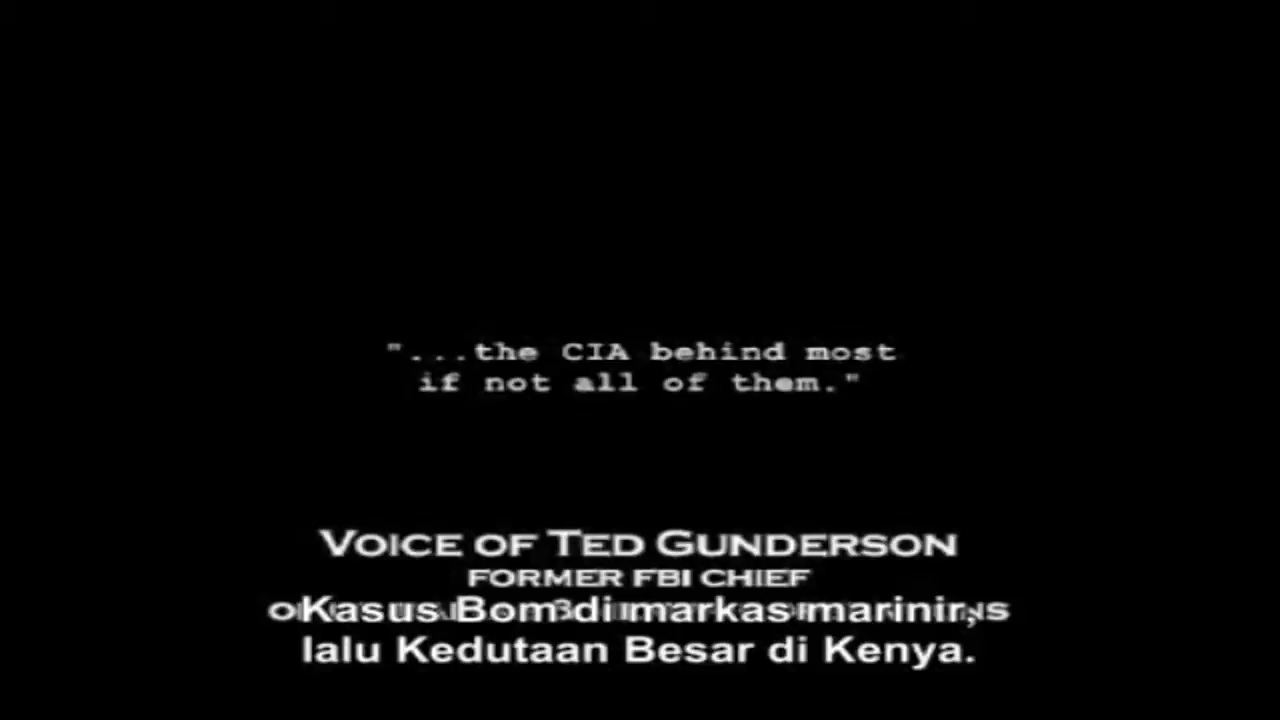 "...the CIA behind most
if not all of them."
VOICE OF TED GUNDERSON
FORMER FBI CHIEF
Kasus Bom di markas marinir,
lalu Kedutaan Besar di Kenya.